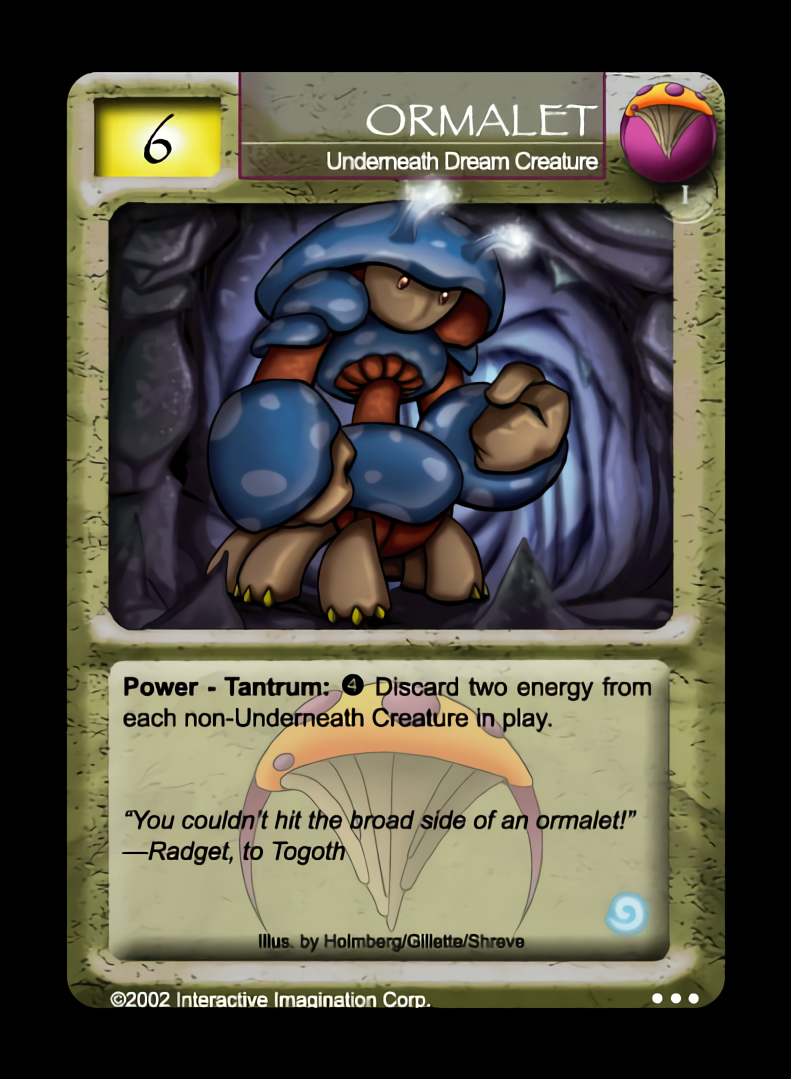 6
ORMALET
Underneath Dream Creature
1
Power - Tantrum: 4 Discard two energy from
each non-Underneath Creature in play.
“You couldn’t hit the broad side of an ormalet!”
—Radget, to Togoth
Illus. by Holmberg/Gillette/Shreve
©2002 Interactive Imagination Corp.